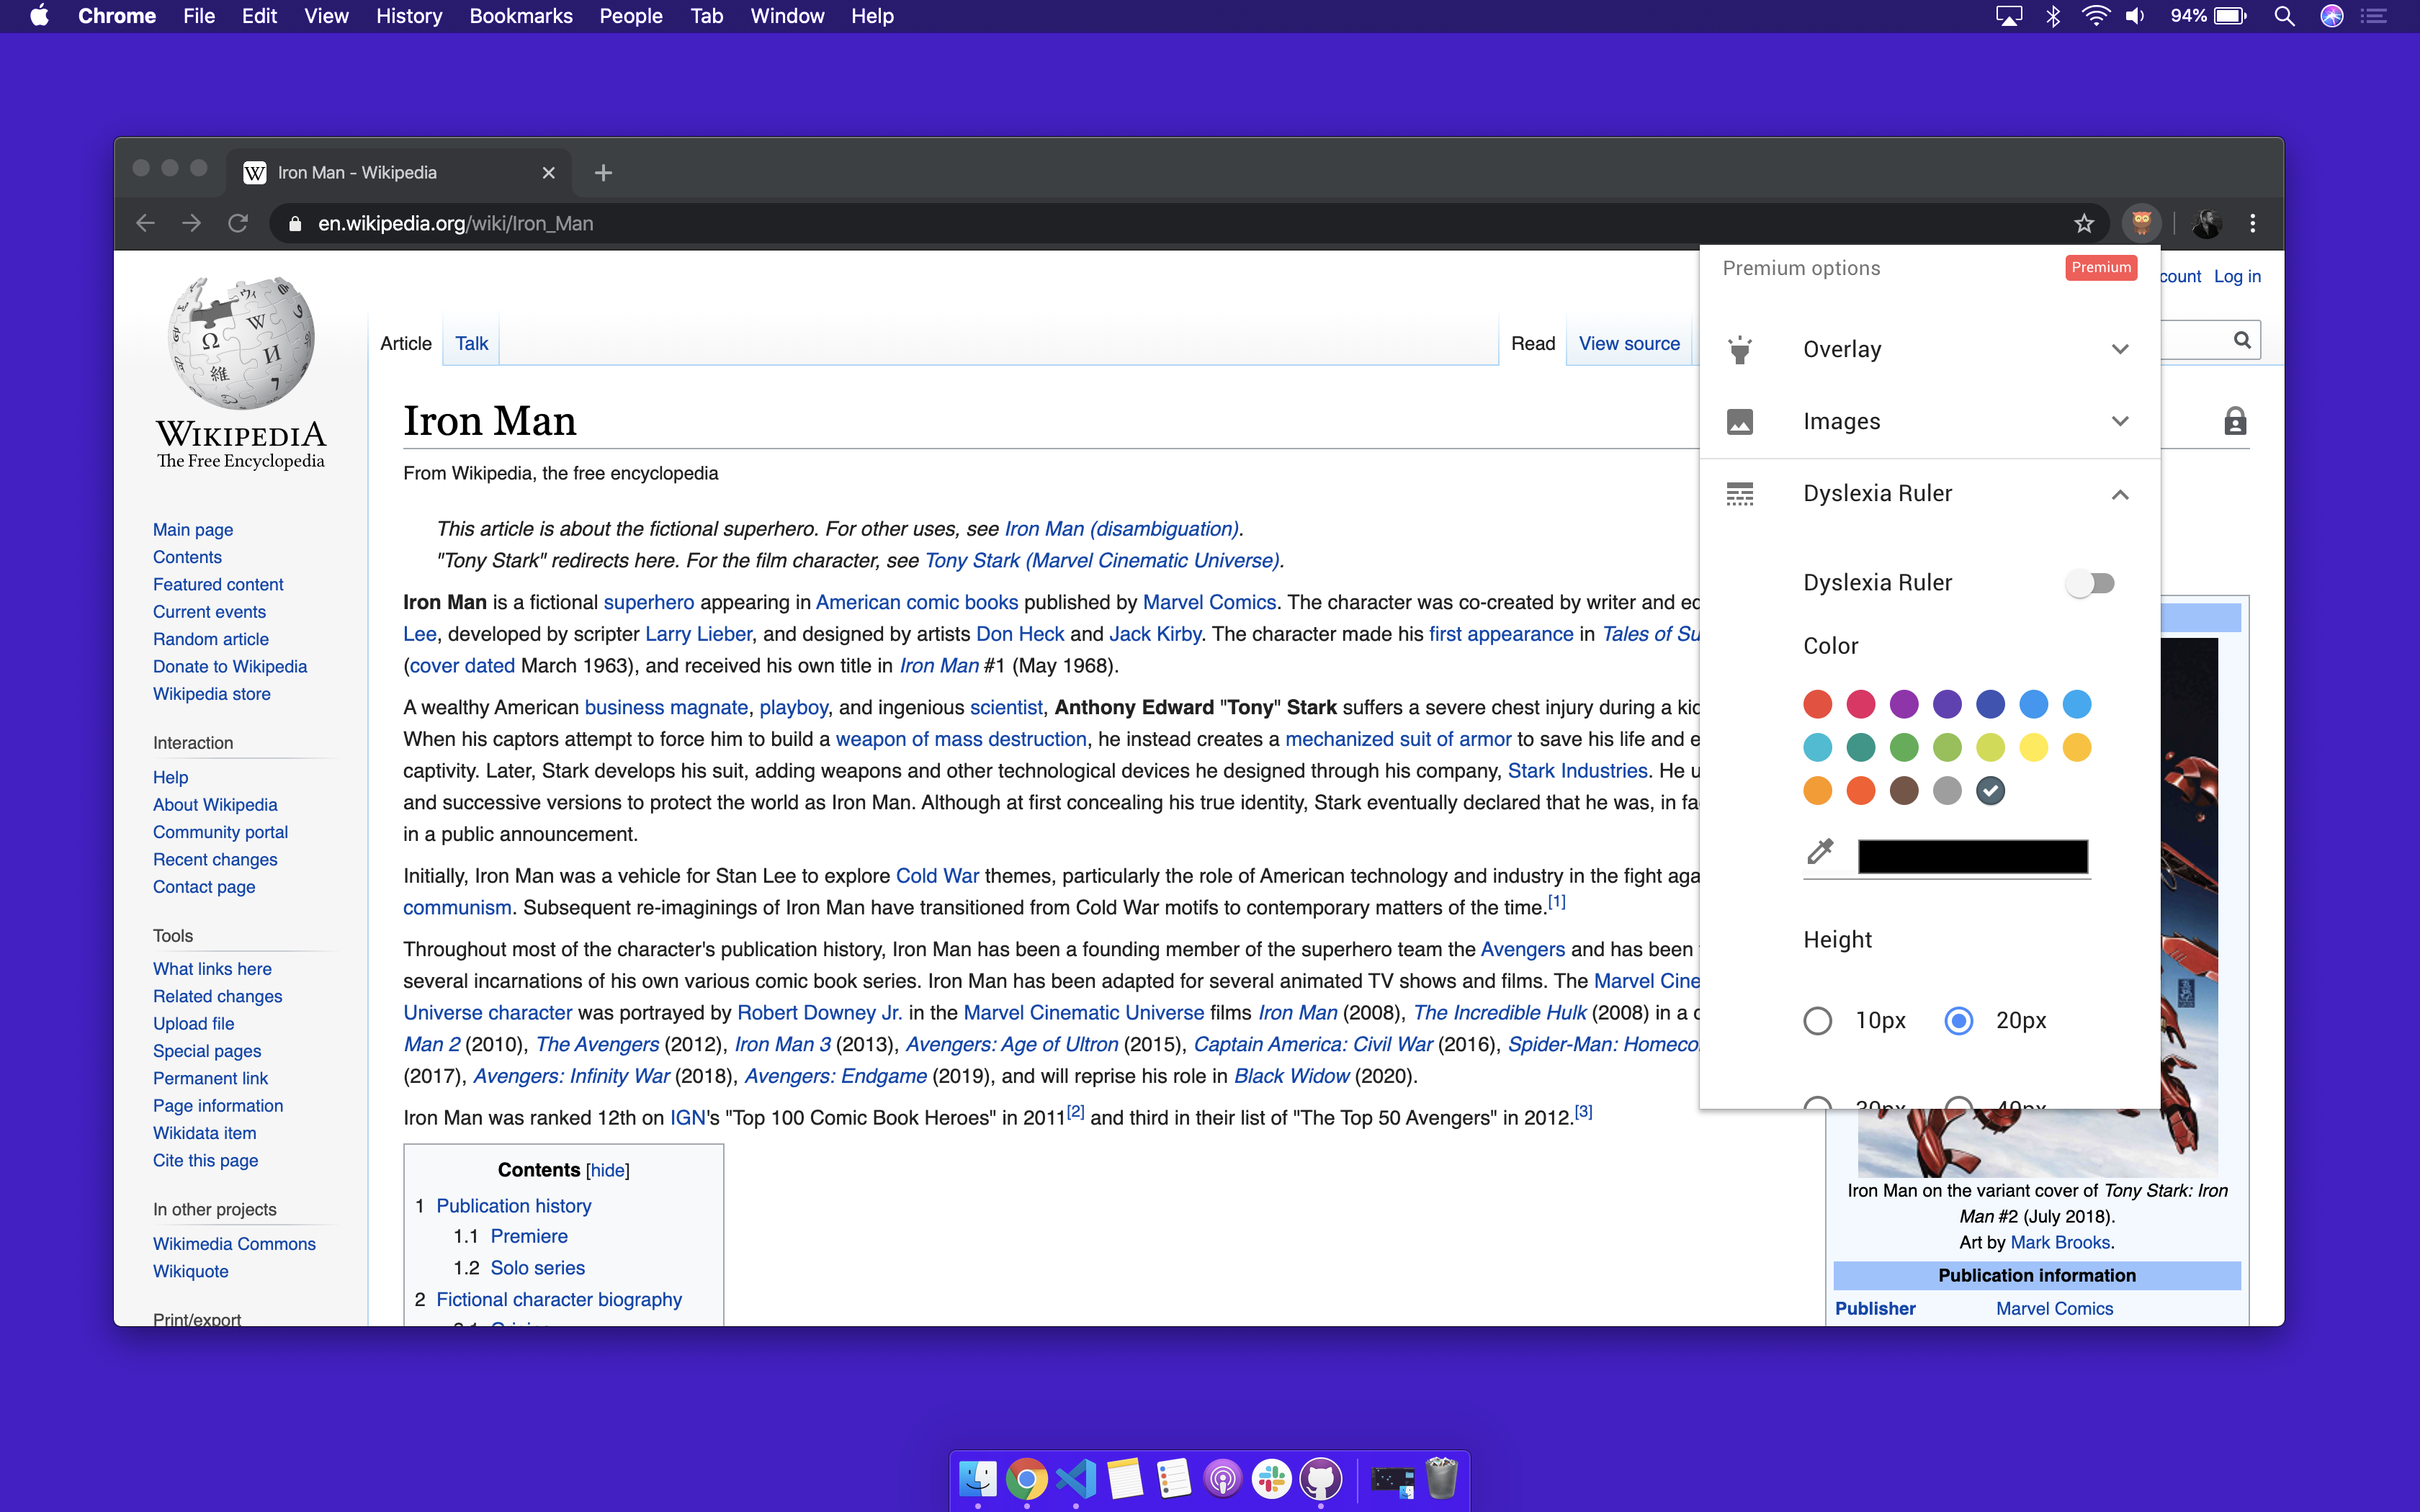 Chrome File Edit View History Bookmarks People Tab Window Help
94%
Iron Man - Wikipedia
en.wikipedia.org/wiki/Iron_Man
WIKIPEDIA
The Free Encyclopedia
Main page
Contents
Featured content
Current events
Random article
Donate to Wikipedia
Wikipedia store
Interaction
Help
About Wikipedia
Community portal
Recent changes
Contact page
Tools
What links here
Related changes
Upload file
Special pages
Permanent link
Page information
Wikidata item
Cite this page
In other projects
Wikimedia Commons
Wikiquote
Print/export
Article Talk
Read View source
count Log in
Iron Man
From Wikipedia, the free encyclopedia
This article is about the fictional superhero. For other uses, see Iron Man (disambiguation).
"Tony Stark" redirects here. For the film character, see Tony Stark (Marvel Cinematic Universe).
Iron Man is a fictional superhero appearing in American comic books published by Marvel Comics. The character was co-created by writer and ed
Lee, developed by scripter Larry Lieber, and designed by artists Don Heck and Jack Kirby. The character made his first appearance in Tales of Su
(cover dated March 1963), and received his own title in Iron Man #1 (May 1968).
A wealthy American business magnate, playboy, and ingenious scientist, Anthony Edward "Tony" Stark suffers a severe chest injury during a kid
When his captors attempt to force him to build a weapon of mass destruction, he instead creates a mechanized suit of armor to save his life and e
captivity. Later, Stark develops his suit, adding weapons and other technological devices he designed through his company, Stark Industries. He u
and successive versions to protect the world as Iron Man. Although at first concealing his true identity, Stark eventually declared that he was, in fa
in a public announcement.
Initially, Iron Man was a vehicle for Stan Lee to explore Cold War themes, particularly the role of American technology and industry in the fight aga
communism. Subsequent re-imaginings of Iron Man have transitioned from Cold War motifs to contemporary matters of the time.[1]
Throughout most of the character's publication history, Iron Man has been a founding member of the superhero team the Avengers and has been
several incarnations of his own various comic book series. Iron Man has been adapted for several animated TV shows and films. The Marvel Cine
Universe character was portrayed by Robert Downey Jr. in the Marvel Cinematic Universe films Iron Man (2008), The Incredible Hulk (2008) in a c
Man 2 (2010), The Avengers (2012), Iron Man 3 (2013), Avengers: Age of Ultron (2015), Captain America: Civil War (2016), Spider-Man: Homeco
(2017), Avengers: Infinity War (2018), Avengers: Endgame (2019), and will reprise his role in Black Widow (2020).
Iron Man was ranked 12th on IGN's "Top 100 Comic Book Heroes" in 2011[2] and third in their list of "The Top 50 Avengers" in 2012.[3]
Contents [hide]
1 Publication history
1.1 Premiere
1.2 Solo series
2 Fictional character biography
Premium options Premium
Overlay
Images
Dyslexia Ruler
Dyslexia Ruler
Color
Height
10px 20px
30px 40px
Iron Man on the variant cover of Tony Stark: Iron
Man #2 (July 2018).
Art by Mark Brooks.
Publication information
Publisher Marvel Comics